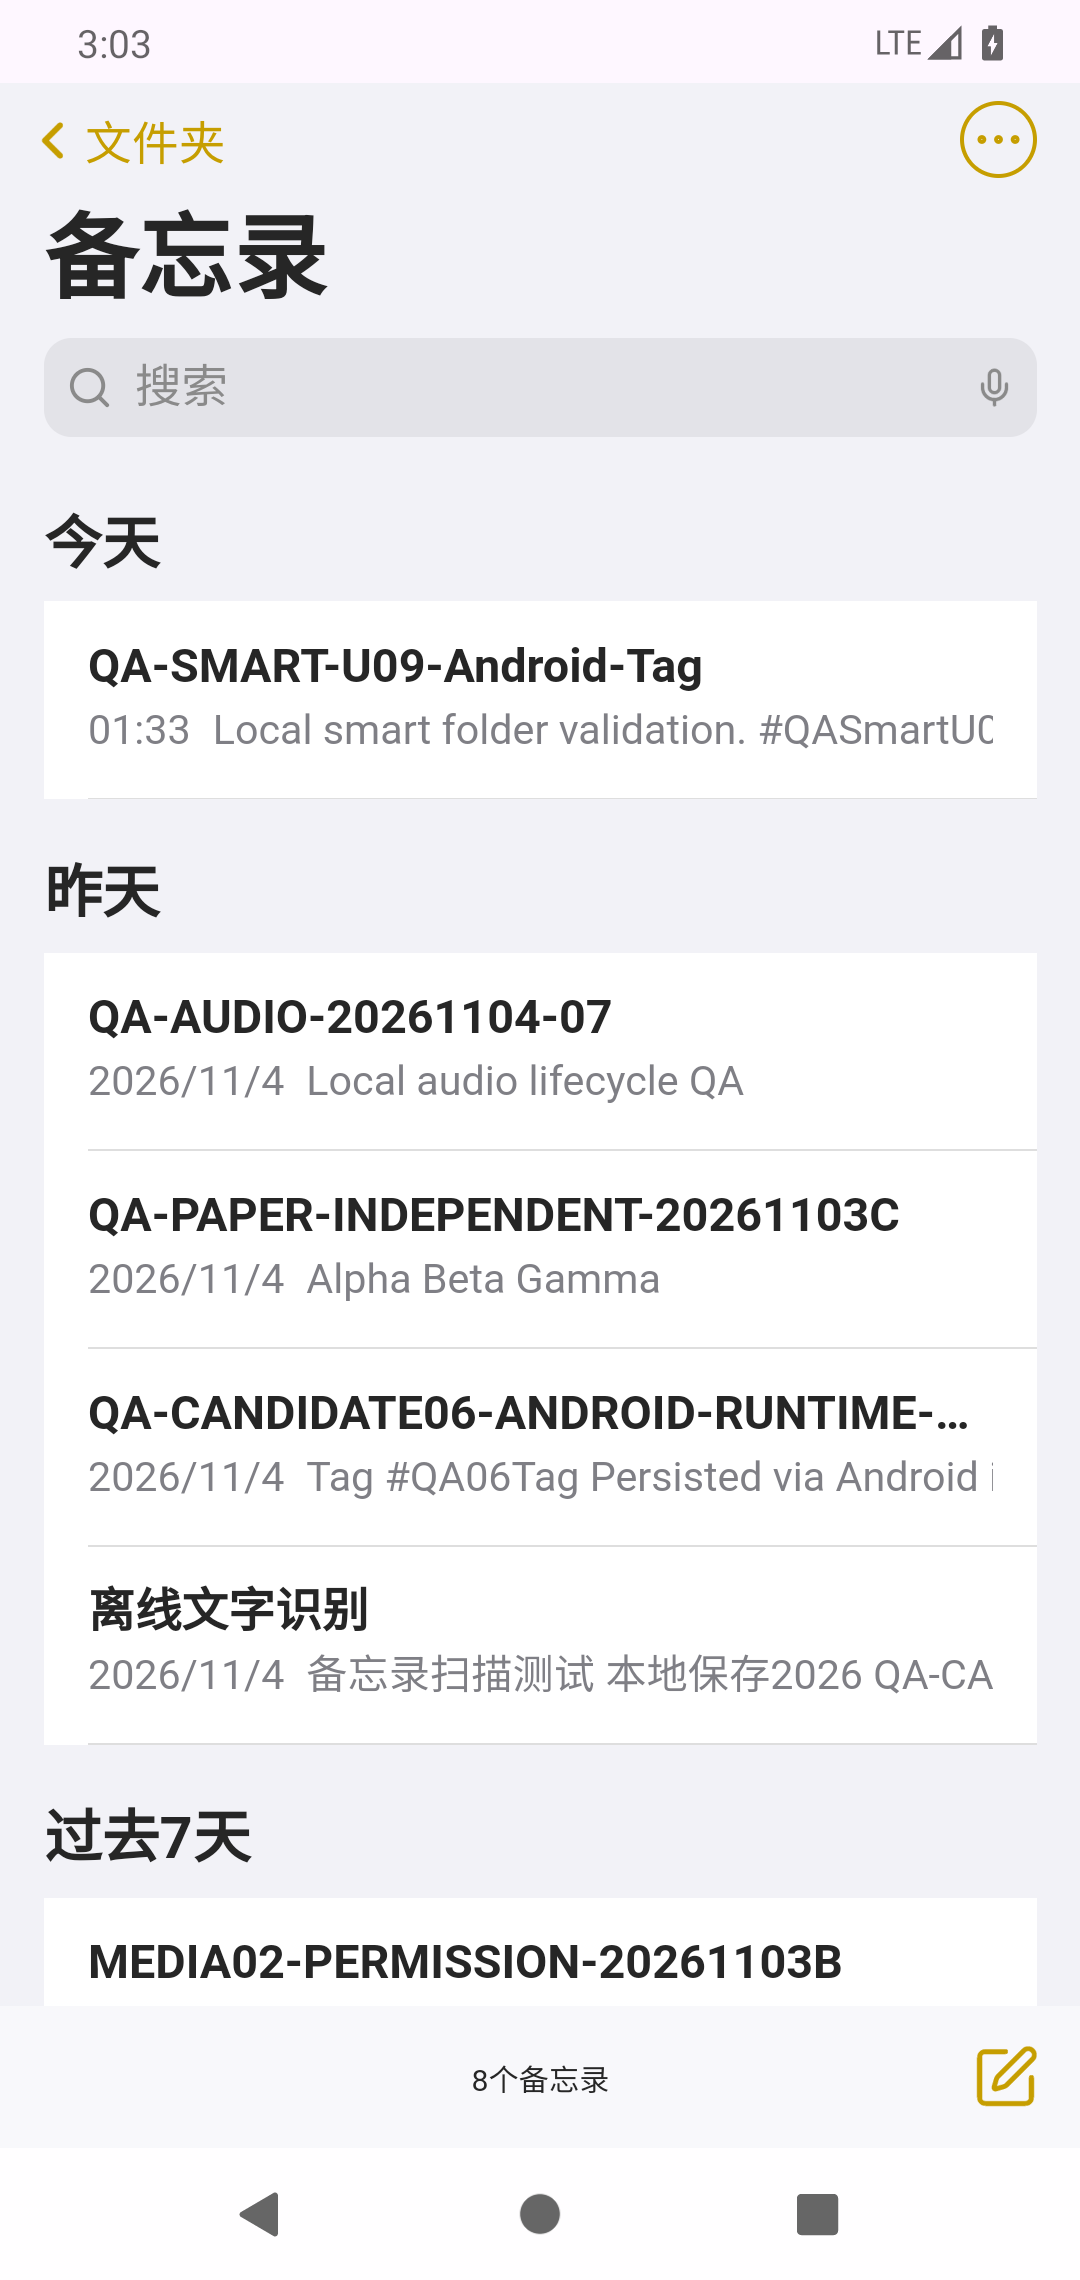 3:03 LTE
文件夹
备忘录
搜索
今天
QA-SMART-U09-Android-Tag
01:33 Local smart folder validation. #QASmartU
昨天
QA-AUDIO-20261104-07
2026/11/4 Local audio lifecycle QA
QA-PAPER-INDEPENDENT-20261103C
2026/11/4 Alpha Beta Gamma
QA-CANDIDATE06-ANDROID-RUNTIME-...
2026/11/4 Tag #QA06Tag Persisted via Android
离线文字识别
2026/11/4 备忘录扫描测试 本地保存2026 QA-CA
过去7天
MEDIA02-PERMISSION-20261103B
8个备忘录